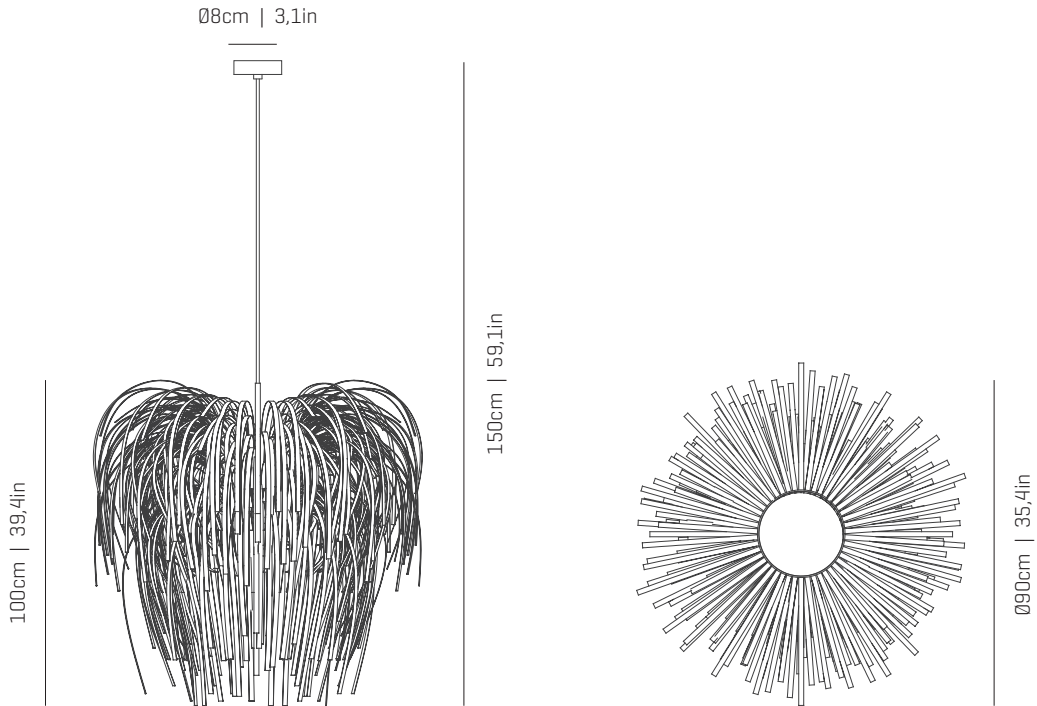 Ø8cm | 3,1in
150cm | 59,1in
100cm | 39,4in
Ø90cm | 35,4in